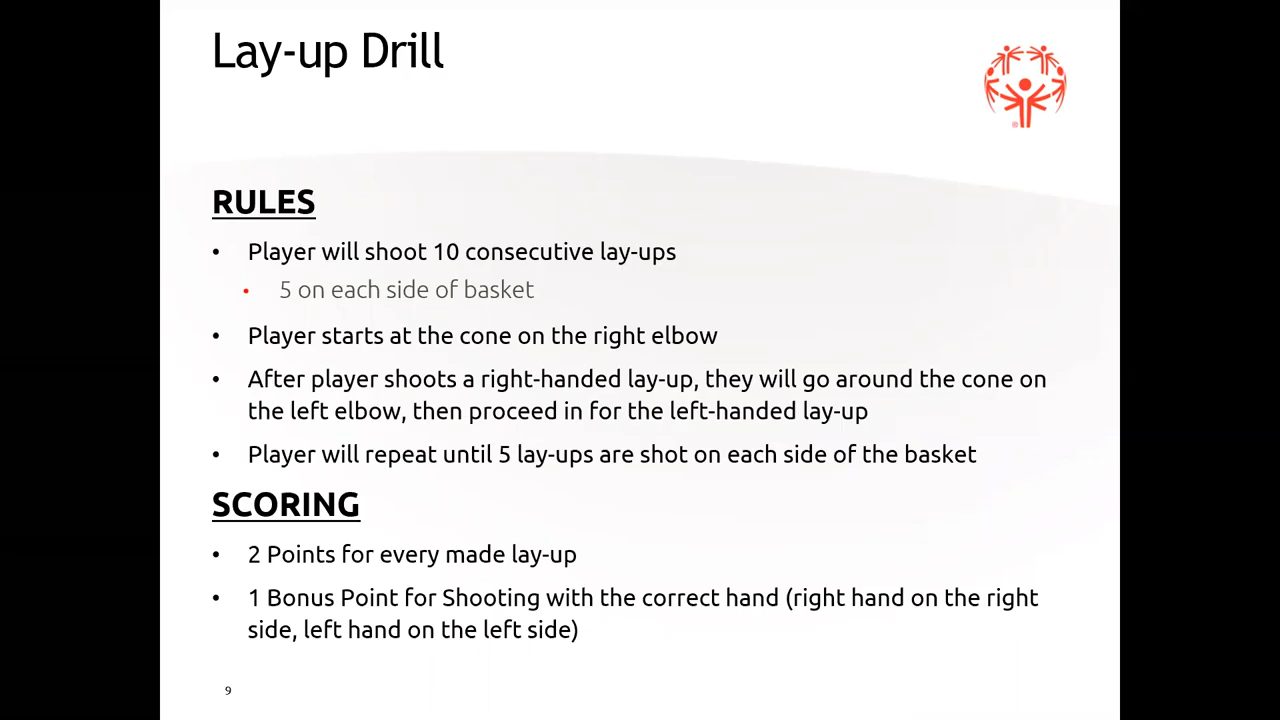 Lay-up Drill
®
RULES
• Player will shoot 10 consecutive lay-ups
• 5 on each side of basket
• Player starts at the cone on the right elbow
• After player shoots a right-handed lay-up, they will go around the cone on
the left elbow, then proceed in for the left-handed lay-up
• Player will repeat until 5 lay-ups are shot on each side of the basket
SCORING
• 2 Points for every made lay-up
• 1 Bonus Point for Shooting with the correct hand (right hand on the right
side, left hand on the left side)
9